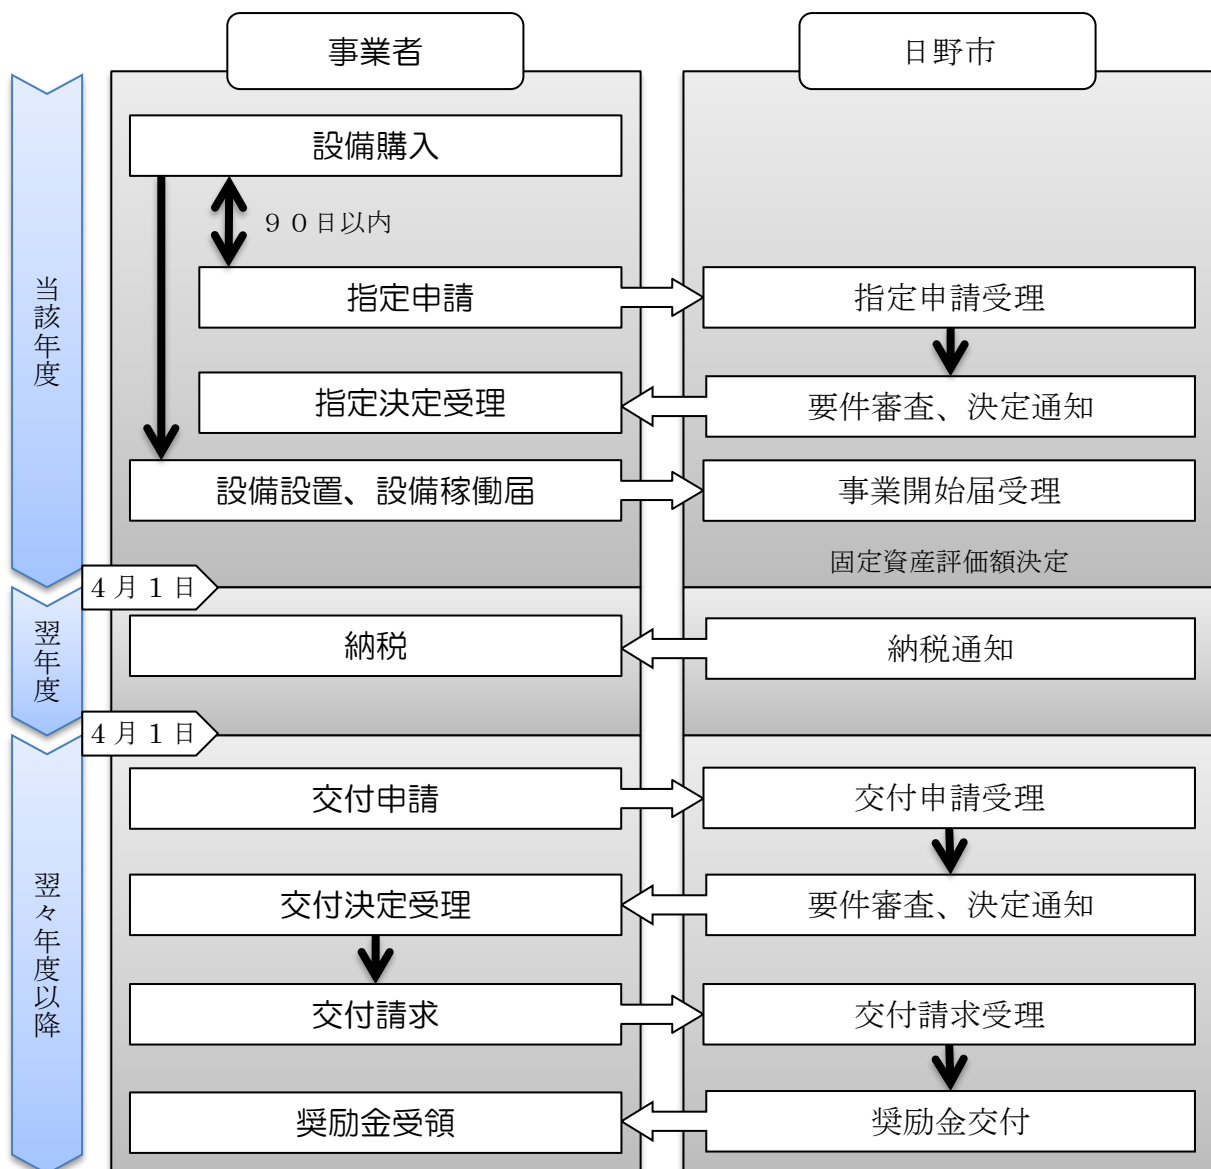 事業者
日野市
当該年度
設備購入
９０日以内
指定申請
指定申請受理
指定決定受理
要件審査、決定通知
設備設置、設備稼働届
事業開始届受理
固定資産評価額決定
４月１日
翌年度
納税
納税通知
４月１日
翌々年度以降
交付申請
交付申請受理
交付決定受理
要件審査、決定通知
交付請求
交付請求受理
奨励金受領
奨励金交付